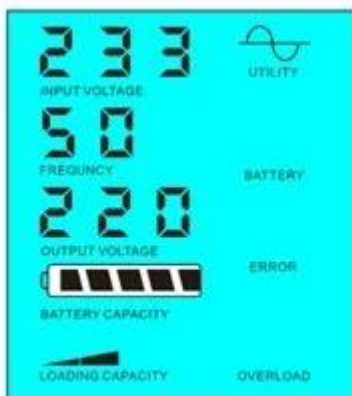 233
INPUT VOLTAGE
UTILITY
50
FREQUNCY
BATTERY
220
OUTPUT VOLTAGE
ERROR
BATTERY CAPACITY
LOADING CAPACITY
OVERLOAD